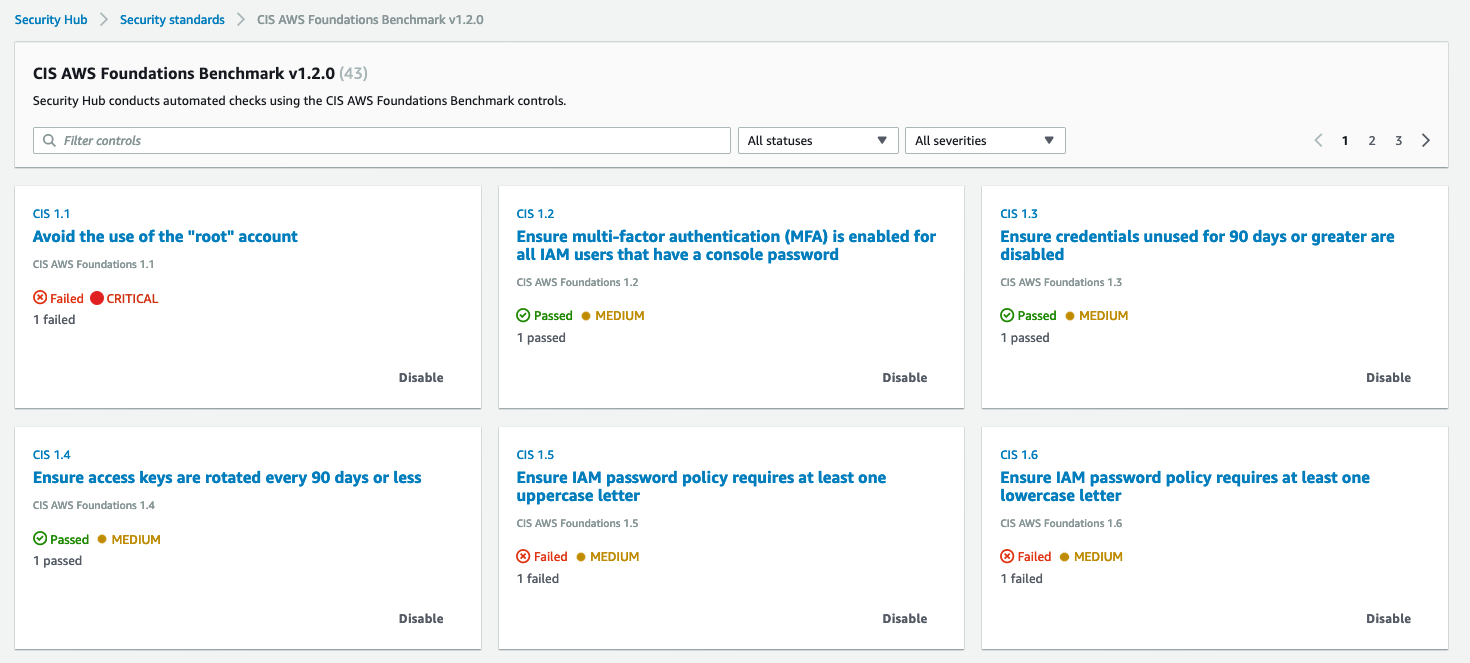 Security Hub > Security standards > CIS AWS Foundations Benchmark v1.2.0
CIS AWS Foundations Benchmark v1.2.0 (43)
Security Hub conducts automated checks using the CIS AWS Foundations Benchmark controls.
Filter controls
All statuses
All severities
1 2 3
CIS 1.1
Avoid the use of the "root" account
CIS AWS Foundations 1.1
Failed CRITICAL
1 failed
Disable
CIS 1.2
Ensure multi-factor authentication (MFA) is enabled for
all IAM users that have a console password
CIS AWS Foundations 1.2
Passed MEDIUM
1 passed
Disable
CIS 1.3
Ensure credentials unused for 90 days or greater are
disabled
CIS AWS Foundations 1.3
Passed MEDIUM
1 passed
Disable
CIS 1.4
Ensure access keys are rotated every 90 days or less
CIS AWS Foundations 1.4
Passed MEDIUM
1 passed
Disable
CIS 1.5
Ensure IAM password policy requires at least one
uppercase letter
CIS AWS Foundations 1.5
Failed MEDIUM
1 failed
Disable
CIS 1.6
Ensure IAM password policy requires at least one
lowercase letter
CIS AWS Foundations 1.6
Failed MEDIUM
1 failed
Disable